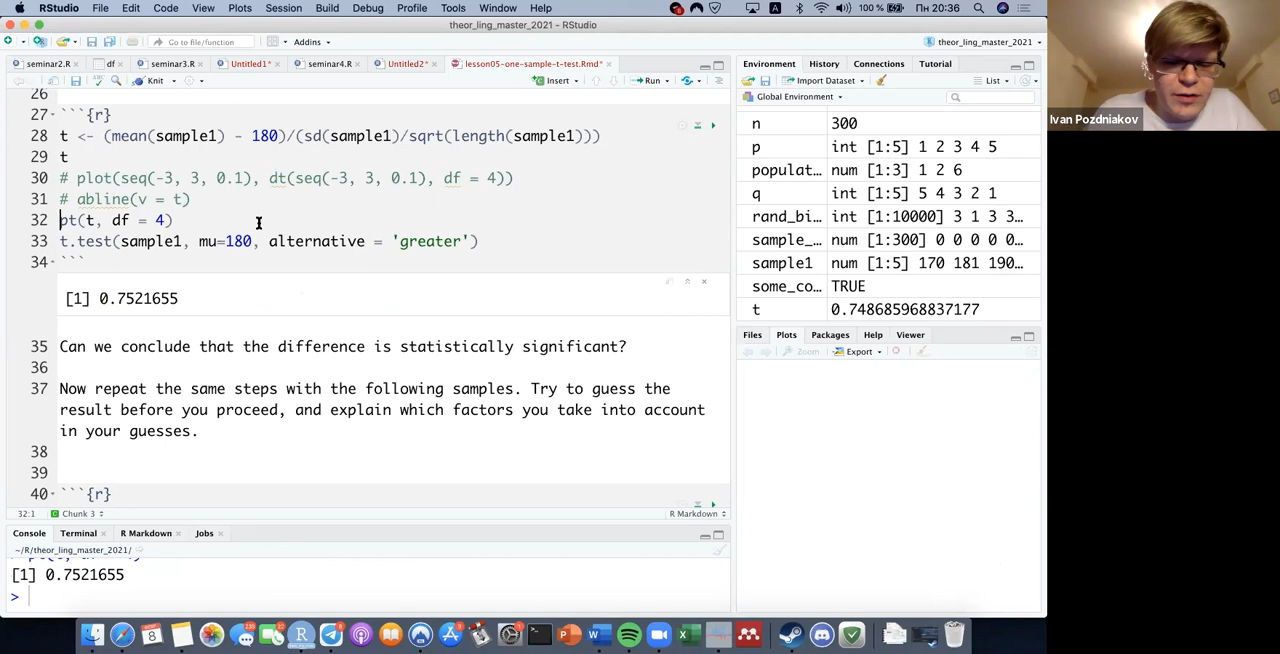 RStudio File Edit Code View Plots Session Build Debug Profile Tools Window Help 100 % Пн 20:36
theor_ling_master_2021 - RStudio
Go to file/function Addins theor_ling_master_2021
seminar2.R df seminar3.R Untitled1* seminar4.R Untitled2* lesson05-one-sample-t-test.Rmd*
Knit Insert Run
26
27 ```{r}
28 t <- (mean(sample1) - 180)/(sd(sample1)/sqrt(length(sample1)))
29 t
30 # plot(seq(-3, 3, 0.1), dt(seq(-3, 3, 0.1), df = 4))
31 # abline(v = t)
32 pt(t, df = 4)
33 t.test(sample1, mu=180, alternative = 'greater')
34 ```
[1] 0.7521655
35 Can we conclude that the difference is statistically significant?
36
37 Now repeat the same steps with the following samples. Try to guess the
result before you proceed, and explain which factors you take into account
in your guesses.
38
39
40 ```{r}
32:1 Chunk 3 R Markdown
Console Terminal R Markdown Jobs
~/R/theor_ling_master_2021/
[1] 0.7521655
>
Environment History Connections Tutorial
Import Dataset List
Global Environment
n 300
p int [1:5] 1 2 3 4 5
populat… num [1:3] 1 2 6
q int [1:5] 5 4 3 2 1
rand_bi… int [1:10000] 3 1 3 3…
sample_… num [1:300] 0 0 0 0 0…
sample1 num [1:5] 170 181 190…
some_co… TRUE
t 0.748685968837177
Files Plots Packages Help Viewer
Zoom Export
Ivan Pozdniakov